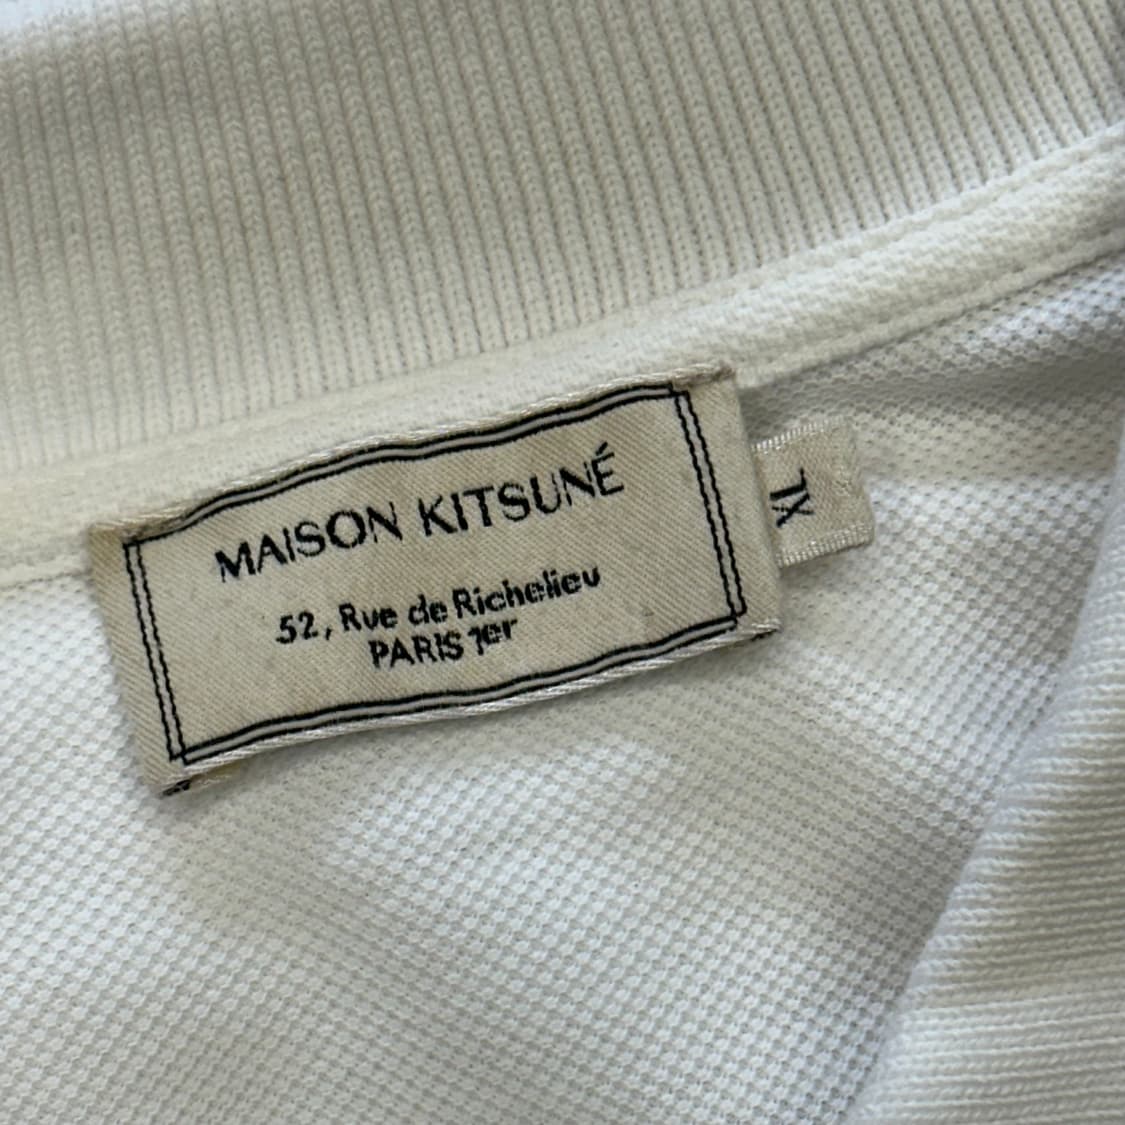 MAISON KITSUNÉ
52, Rue de Richelieu
PARIS 1er
XL